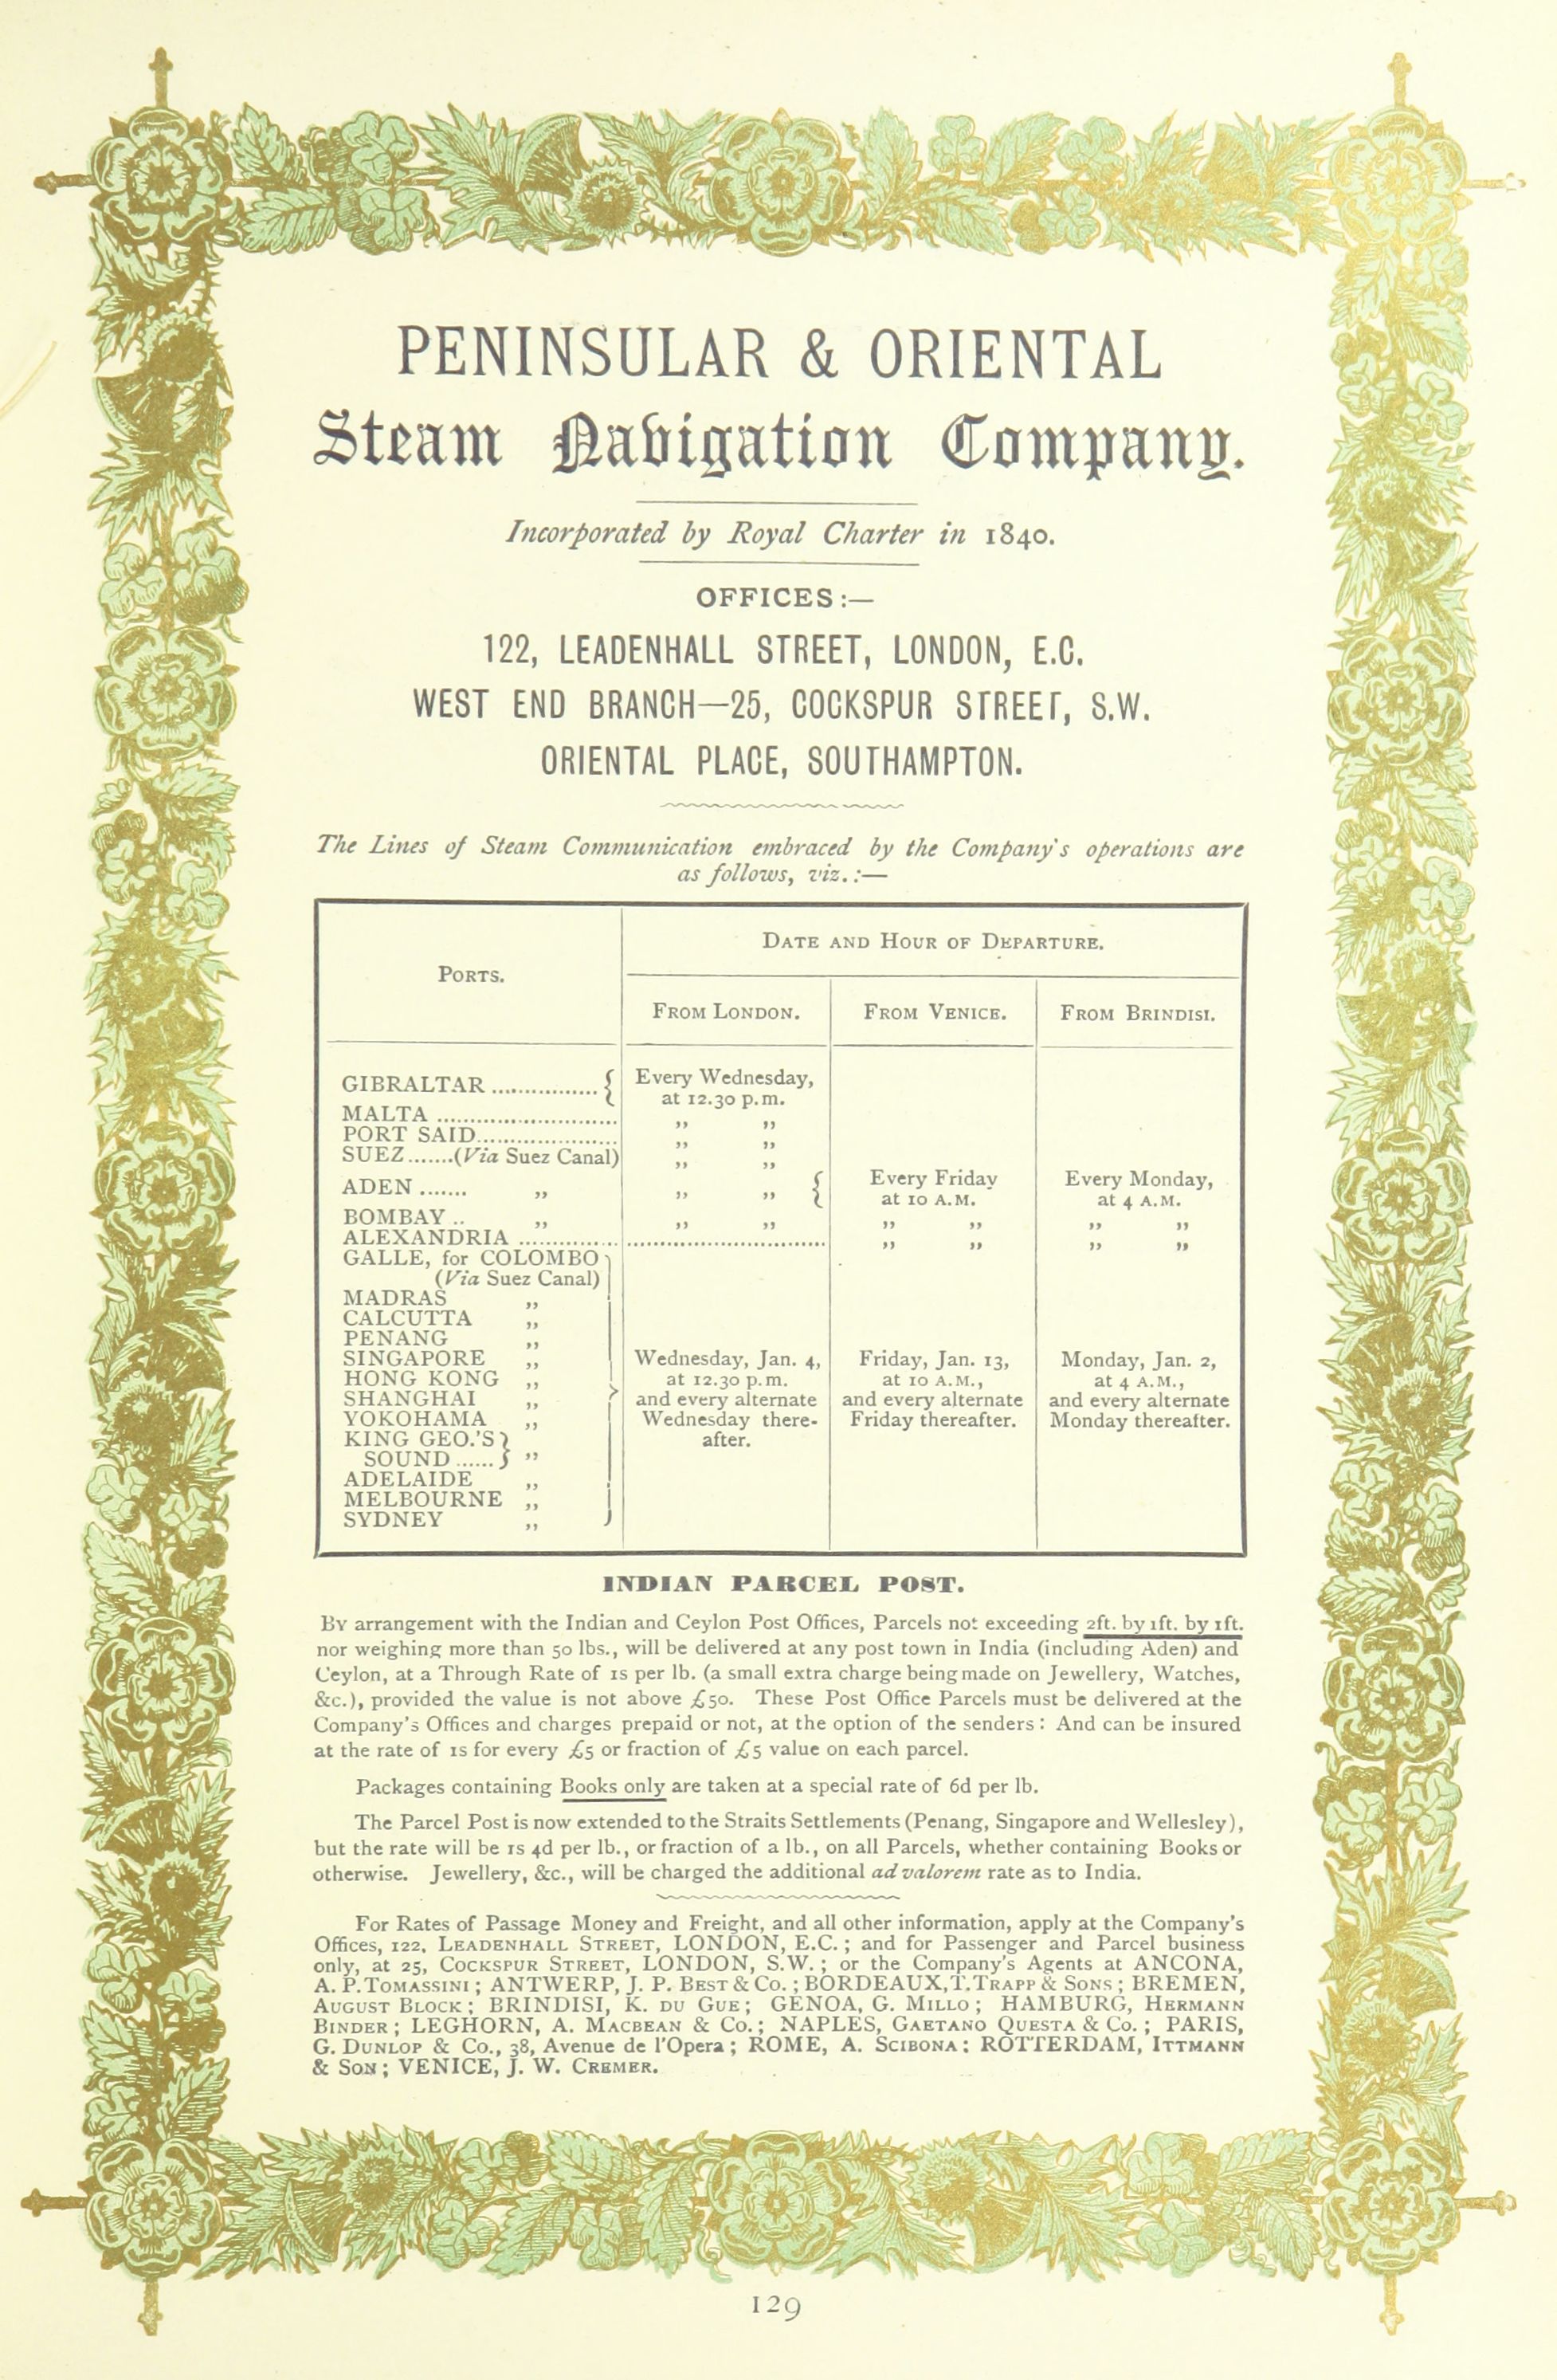 PENINSULAR & ORIENTAL
Steam Navigation Company.
Incorporated by Royal Charter in 1840.
OFFICES :—
122, LEADENHALL STREET, LONDON, E.C.
WEST END BRANCH—25, COCKSPUR STREET, S.W.
ORIENTAL PLACE, SOUTHAMPTON.
The Lines of Steam Communication embraced by the Company's operations are
as follows, viz. :—
PORTS.
DATE AND HOUR OF DEPARTURE.
FROM LONDON. FROM VENICE. FROM BRINDISI.
GIBRALTAR ................ { Every Wednesday,
at 12.30 p.m.
MALTA ........................... „ „
PORT SAID..................... „ „
SUEZ.......(Via Suez Canal) „ „
ADEN ....... „ „ „ { Every Friday Every Monday,
at 10 A.M. at 4 A.M.
BOMBAY .. „ „ „ „ „ „ „
ALEXANDRIA ............... .............................. „ „ „ „
GALLE, for COLOMBO
(Via Suez Canal)
MADRAS „
CALCUTTA „
PENANG „
SINGAPORE „ Wednesday, Jan. 4, Friday, Jan. 13, Monday, Jan. 2,
HONG KONG „ at 12.30 p.m. at 10 A.M., at 4 A.M.,
SHANGHAI „ and every alternate and every alternate and every alternate
YOKOHAMA „ Wednesday there- Friday thereafter. Monday thereafter.
KING GEO.'S } after.
SOUND ...... } „
ADELAIDE „
MELBOURNE „
SYDNEY „
INDIAN PARCEL POST.
BY arrangement with the Indian and Ceylon Post Offices, Parcels not exceeding 2ft. by 1ft. by 1ft.
nor weighing more than 50 lbs., will be delivered at any post town in India (including Aden) and
Ceylon, at a Through Rate of 1s per lb. (a small extra charge being made on Jewellery, Watches,
&c.), provided the value is not above £50. These Post Office Parcels must be delivered at the
Company's Offices and charges prepaid or not, at the option of the senders : And can be insured
at the rate of 1s for every £5 or fraction of £5 value on each parcel.
Packages containing Books only are taken at a special rate of 6d per lb.
The Parcel Post is now extended to the Straits Settlements (Penang, Singapore and Wellesley),
but the rate will be 1s 4d per lb., or fraction of a lb., on all Parcels, whether containing Books or
otherwise. Jewellery, &c., will be charged the additional ad valorem rate as to India.
For Rates of Passage Money and Freight, and all other information, apply at the Company's
Offices, 122, LEADENHALL STREET, LONDON, E.C. ; and for Passenger and Parcel business
only, at 25, COCKSPUR STREET, LONDON, S.W. ; or the Company's Agents at ANCONA,
A. P. TOMASSINI ; ANTWERP, J. P. BEST & CO. ; BORDEAUX, T. TRAPP & SONS ; BREMEN,
AUGUST BLOCK ; BRINDISI, K. DU GUE ; GENOA, G. MILLO ; HAMBURG, HERMANN
BINDER ; LEGHORN, A. MACBEAN & CO. ; NAPLES, GAETANO QUESTA & CO. ; PARIS,
G. DUNLOP & CO., 38, Avenue de l'Opera ; ROME, A. SCIBONA ; ROTTERDAM, ITTMANN
& SON ; VENICE, J. W. CREMER.
129